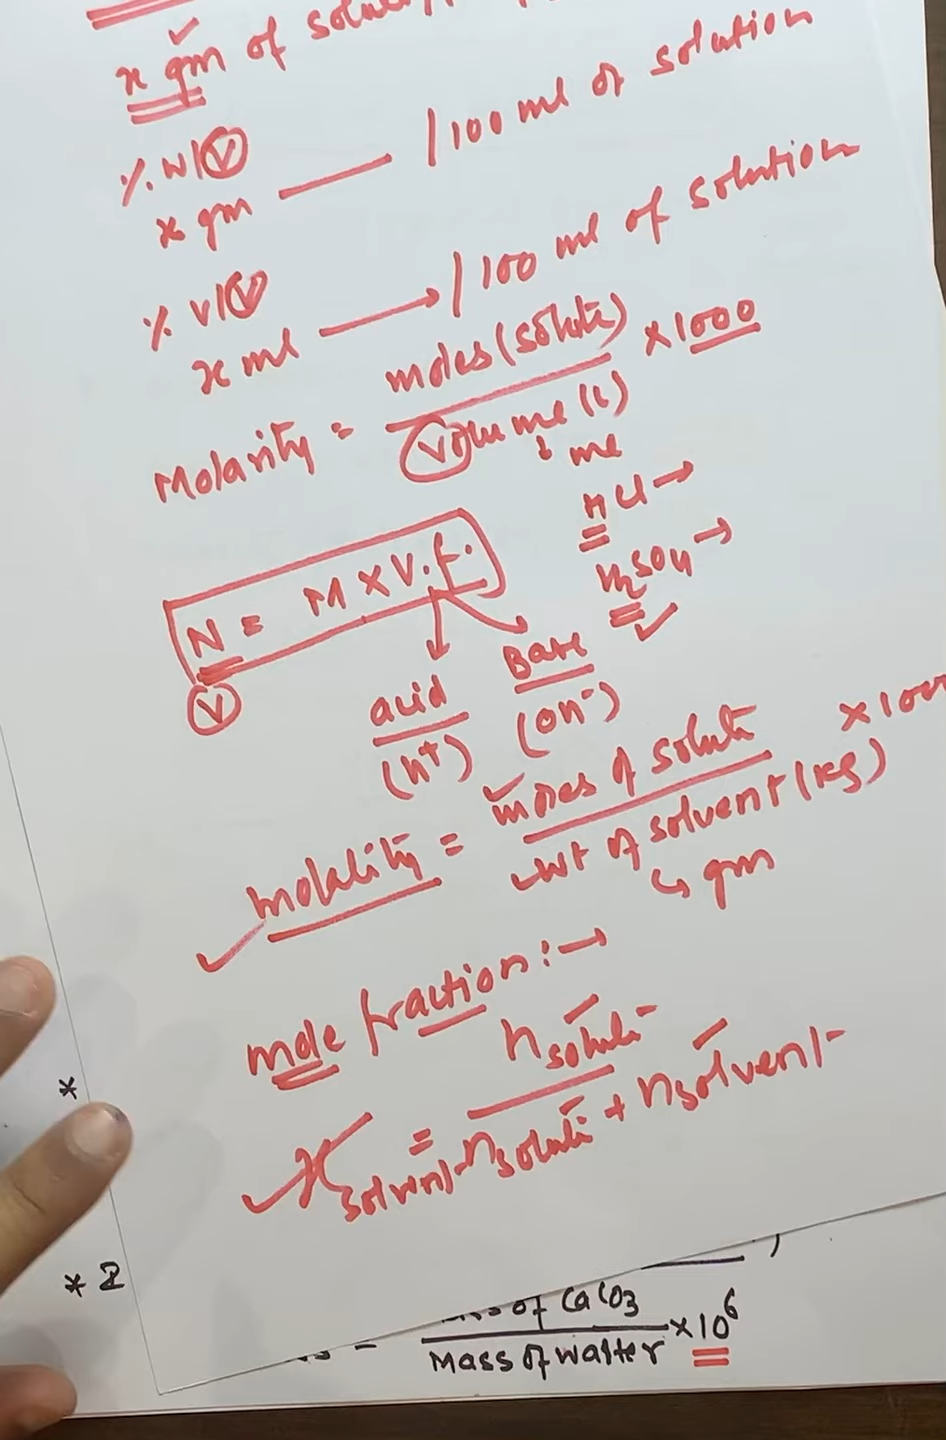 x gm of
% w/v
x gm —— / 100 ml of solution
% v/v
x ml → / 100 ml of solution
Molarity = moles (solute) × 1000
volume (L)
↓ ml
HCl →
H2SO4 →
N = M × V.f.
V
acid Base
(H+) (OH-)
molality = moles of solute × 1000
wt of solvent (kg)
↳ gm
mole fraction :→
n solute
x solvent = n solute + n solvent
*
* 2
of CaCO3
Mass of watter × 10^6